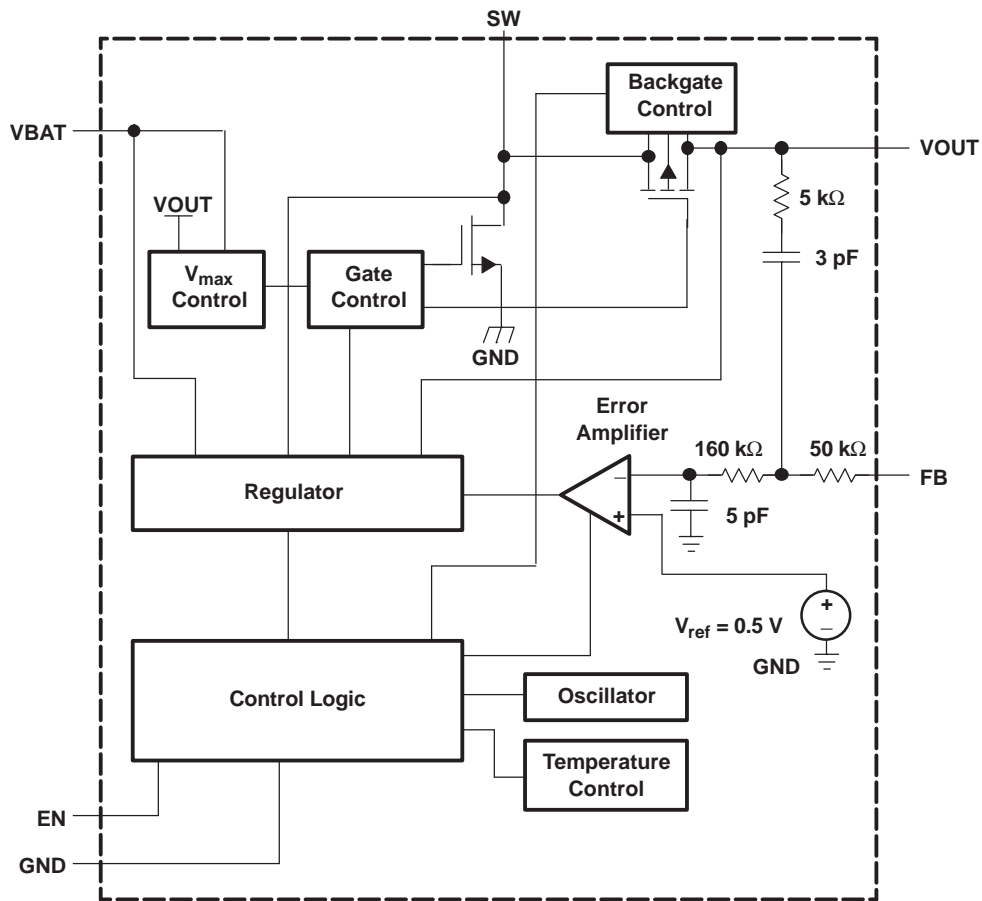 SW
Backgate
Control
VBAT
VOUT
VOUT
5 kΩ
3 pF
Vmax
Control
Gate
Control
GND
Error
Amplifier
160 kΩ
50 kΩ
Regulator
−
+
FB
5 pF
+
−
Vref = 0.5 V
GND
Control Logic
Oscillator
Temperature
Control
EN
GND